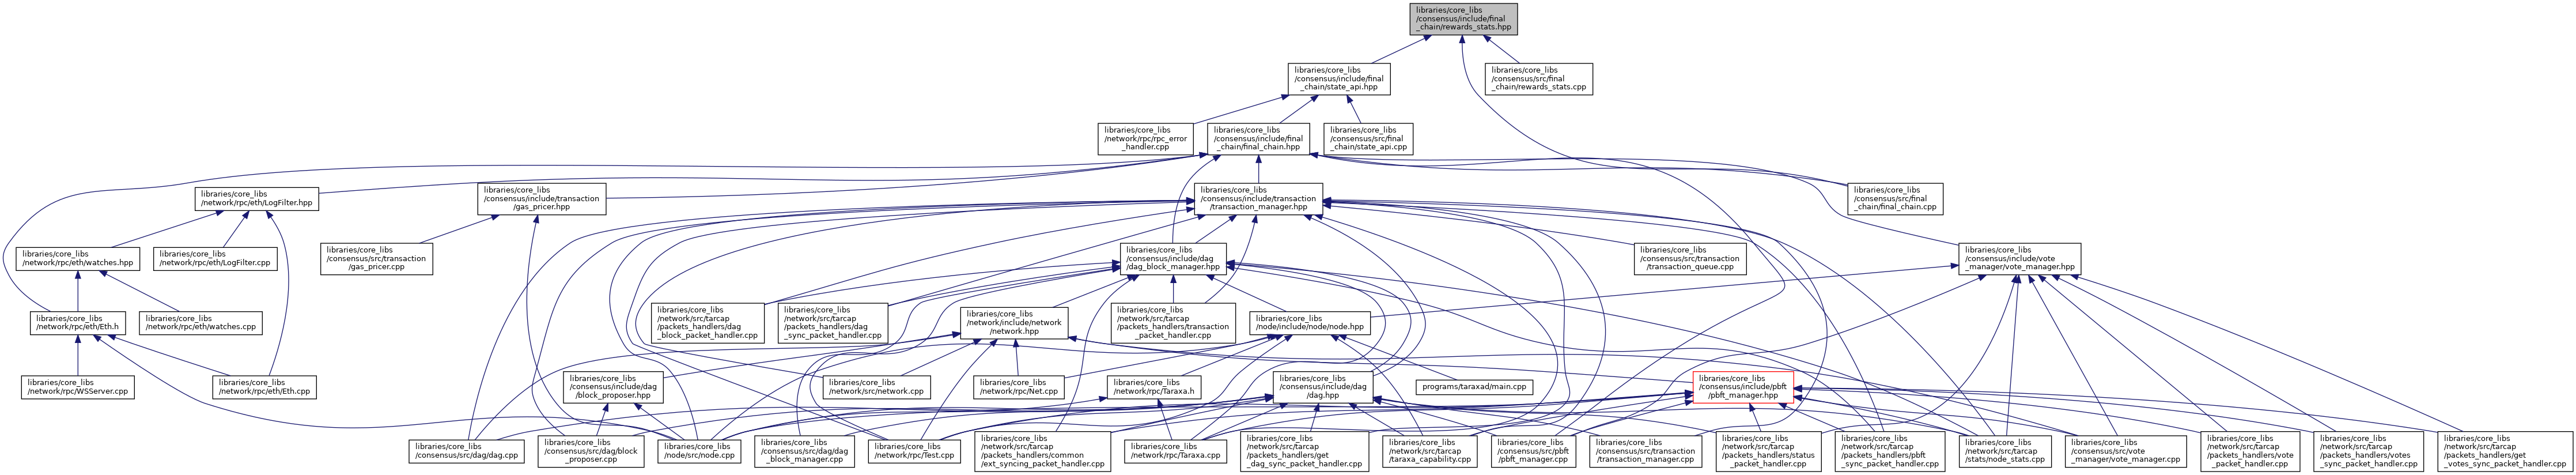 libraries/core_libs
/consensus/include/final
_chain/rewards_stats.hpp
libraries/core_libs
/consensus/include/final
_chain/state_api.hpp
libraries/core_libs
/consensus/src/final
_chain/rewards_stats.cpp
libraries/core_libs
/network/rpc/rpc_error
_handler.cpp
libraries/core_libs
/consensus/include/final
_chain/final_chain.hpp
libraries/core_libs
/consensus/src/final
_chain/state_api.cpp
libraries/core_libs
/network/rpc/eth/LogFilter.hpp
libraries/core_libs
/consensus/include/transaction
/gas_pricer.hpp
libraries/core_libs
/consensus/include/transaction
/transaction_manager.hpp
libraries/core_libs
/consensus/src/final
_chain/final_chain.cpp
libraries/core_libs
/network/rpc/eth/watches.hpp
libraries/core_libs
/network/rpc/eth/LogFilter.cpp
libraries/core_libs
/consensus/src/transaction
/gas_pricer.cpp
libraries/core_libs
/consensus/include/dag
/dag_block_manager.hpp
libraries/core_libs
/consensus/src/transaction
/transaction_queue.cpp
libraries/core_libs
/consensus/include/vote
_manager/vote_manager.hpp
libraries/core_libs
/network/rpc/eth/Eth.h
libraries/core_libs
/network/rpc/eth/watches.cpp
libraries/core_libs
/network/src/tarcap
/packets_handlers/dag
_block_packet_handler.cpp
libraries/core_libs
/network/src/tarcap
/packets_handlers/dag
_sync_packet_handler.cpp
libraries/core_libs
/network/include/network
/network.hpp
libraries/core_libs
/network/src/tarcap
/packets_handlers/transaction
_packet_handler.cpp
libraries/core_libs
/node/include/node/node.hpp
libraries/core_libs
/network/rpc/WSServer.cpp
libraries/core_libs
/network/rpc/eth/Eth.cpp
libraries/core_libs
/consensus/include/dag
/block_proposer.hpp
libraries/core_libs
/network/src/network.cpp
libraries/core_libs
/network/rpc/Net.cpp
libraries/core_libs
/network/rpc/Taraxa.h
libraries/core_libs
/consensus/include/dag
/dag.hpp
programs/taraxad/main.cpp
libraries/core_libs
/consensus/include/pbft
/pbft_manager.hpp
libraries/core_libs
/consensus/src/dag/dag.cpp
libraries/core_libs
/consensus/src/dag/block
_proposer.cpp
libraries/core_libs
/node/src/node.cpp
libraries/core_libs
/consensus/src/dag/dag
_block_manager.cpp
libraries/core_libs
/network/rpc/Test.cpp
libraries/core_libs
/network/src/tarcap
/packets_handlers/common
/ext_syncing_packet_handler.cpp
libraries/core_libs
/network/rpc/Taraxa.cpp
libraries/core_libs
/network/src/tarcap
/packets_handlers/get
_dag_sync_packet_handler.cpp
libraries/core_libs
/network/src/tarcap
/taraxa_capability.cpp
libraries/core_libs
/consensus/src/pbft
/pbft_manager.cpp
libraries/core_libs
/consensus/src/transaction
/transaction_manager.cpp
libraries/core_libs
/network/src/tarcap
/packets_handlers/status
_packet_handler.cpp
libraries/core_libs
/network/src/tarcap
/packets_handlers/pbft
_sync_packet_handler.cpp
libraries/core_libs
/network/src/tarcap
/stats/node_stats.cpp
libraries/core_libs
/consensus/src/vote
_manager/vote_manager.cpp
libraries/core_libs
/network/src/tarcap
/packets_handlers/vote
_packet_handler.cpp
libraries/core_libs
/network/src/tarcap
/packets_handlers/votes
_sync_packet_handler.cpp
libraries/core_libs
/network/src/tarcap
/packets_handlers/get
_votes_sync_packet_handler.cpp